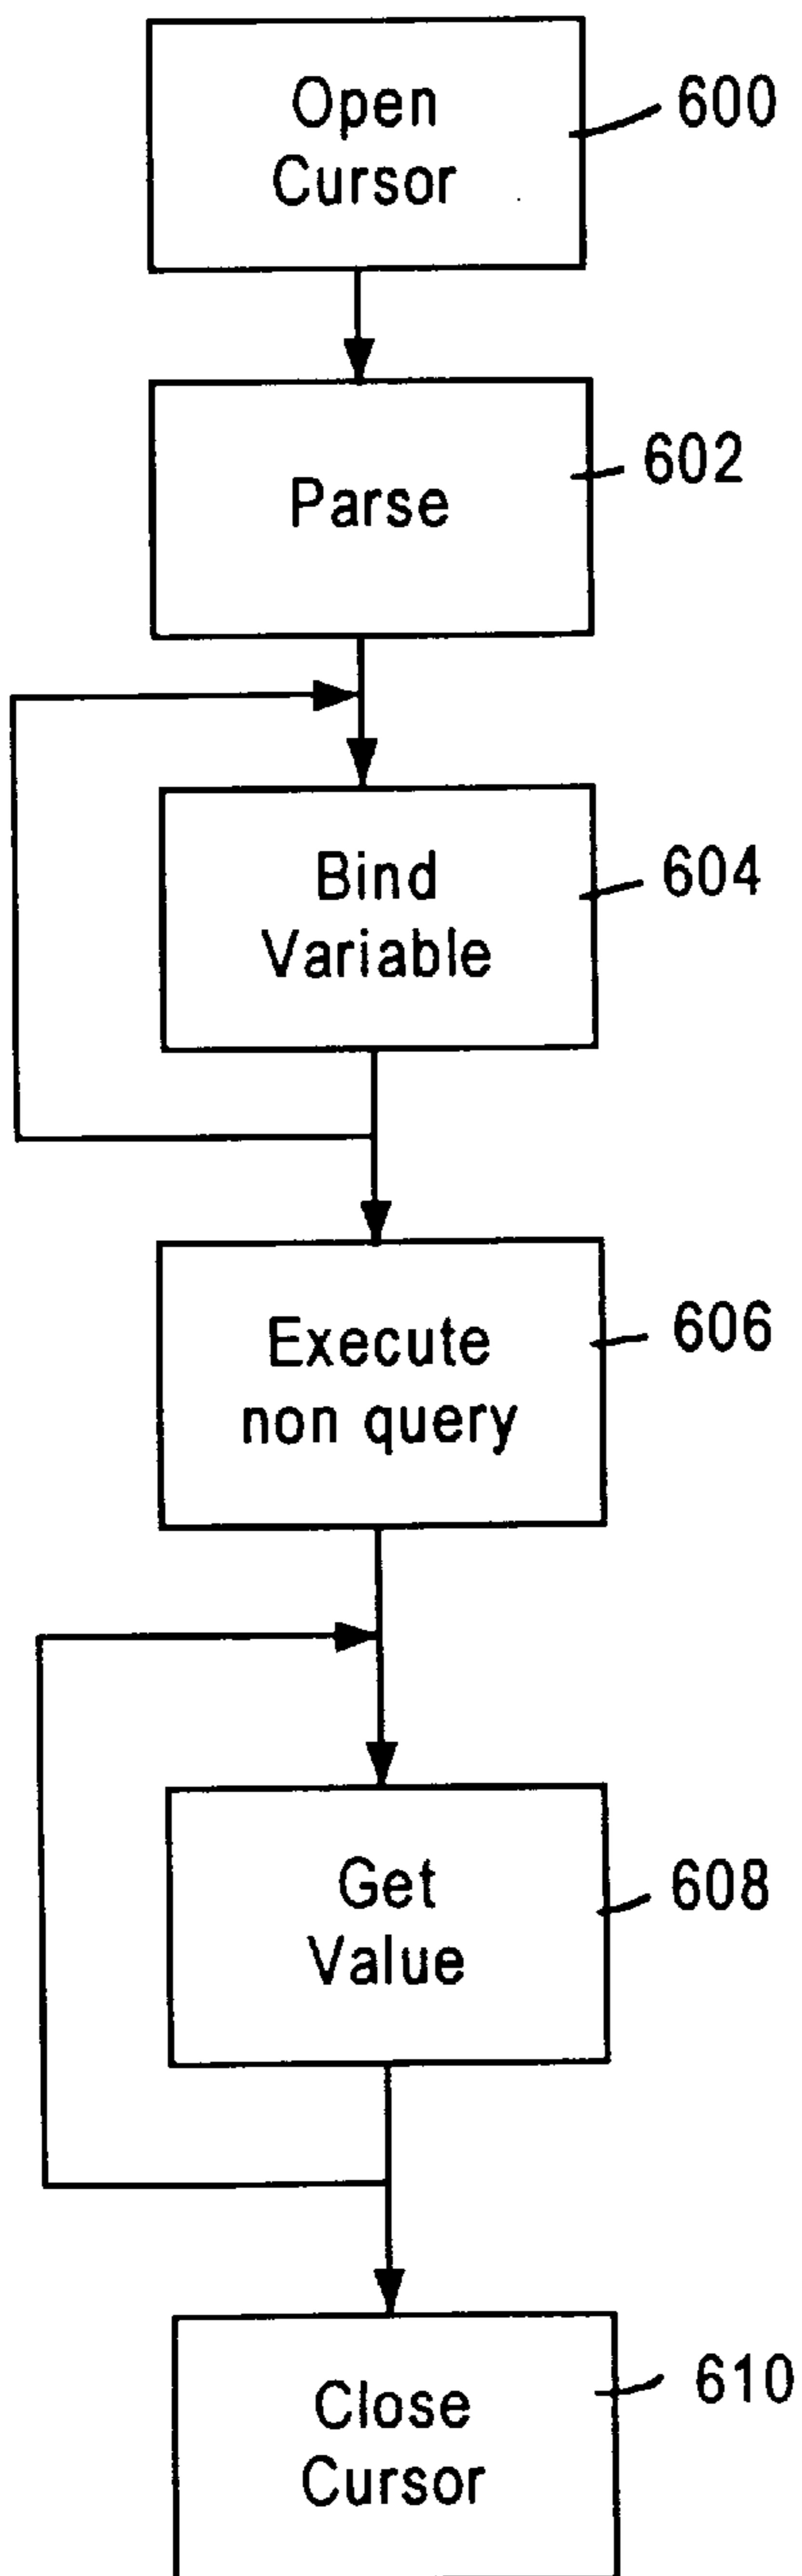 Open
Cursor
600
Parse
602
Bind
Variable
604
Execute
non query
606
Get
Value
608
Close
Cursor
610